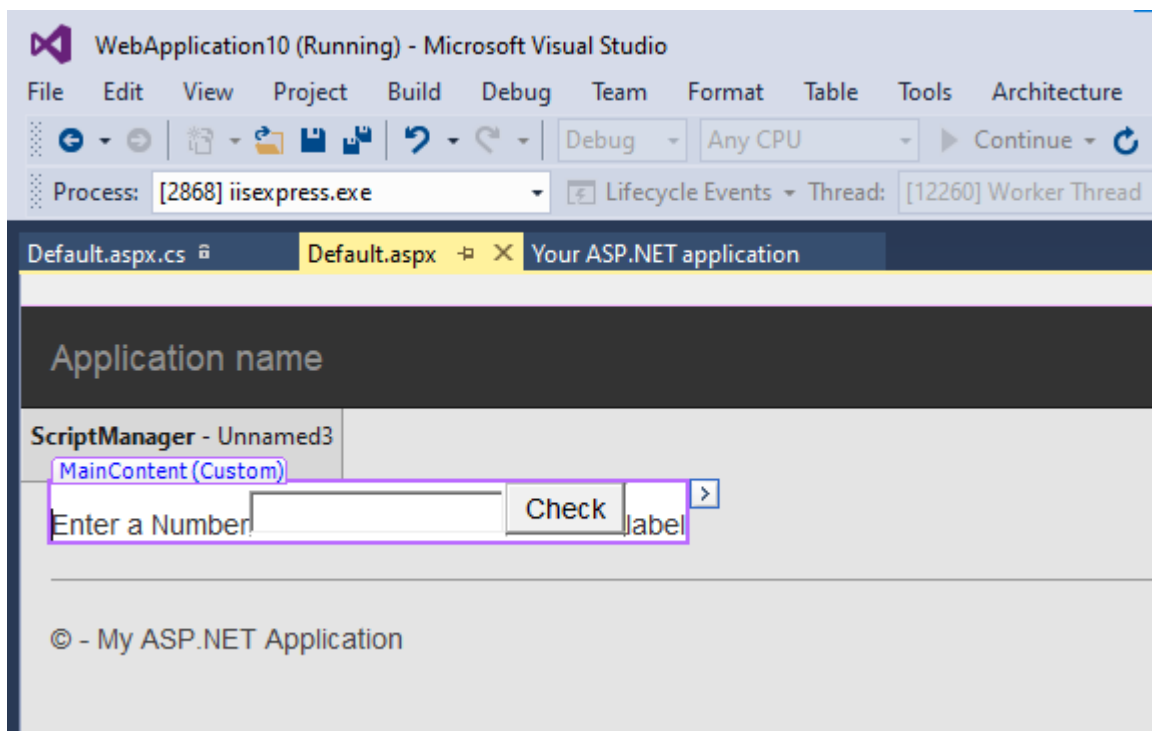 WebApplication10 (Running) - Microsoft Visual Studio
File Edit View Project Build Debug Team Format Table Tools Architecture
Debug Any CPU Continue
Process: [2868] iisexpress.exe Lifecycle Events Thread: [12260] Worker Thread
Default.aspx.cs Default.aspx Your ASP.NET application
Application name
ScriptManager - Unnamed3
MainContent (Custom)
Enter a Number Check label
© - My ASP.NET Application